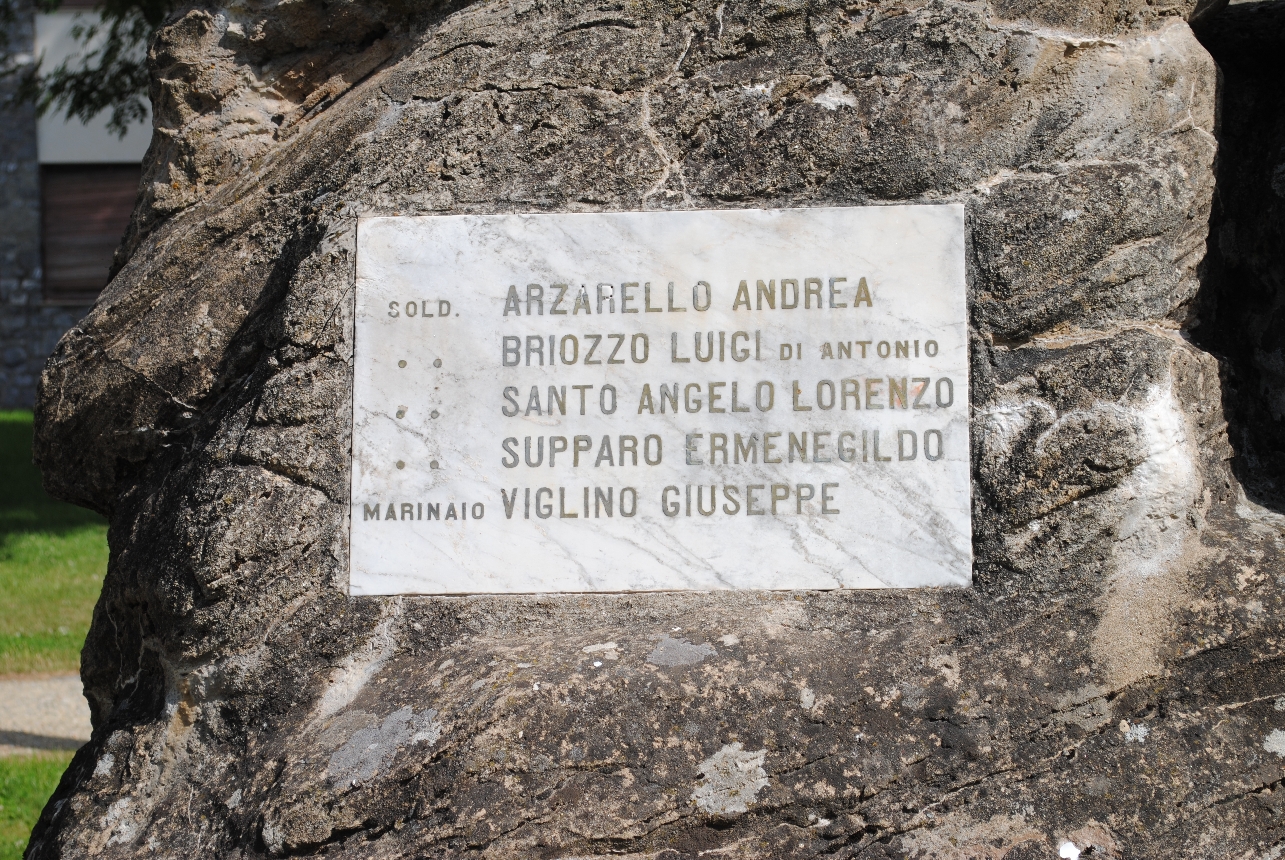 SOLD. ARZARELLO ANDREA
. . BRIOZZO LUIGI DI ANTONIO
. . SANTO ANGELO LORENZO
. . SUPPARO ERMENEGILDO
MARINAIO VIGLINO GIUSEPPE